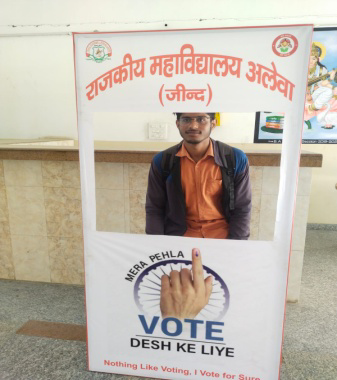 राजकीय महाविद्यालय अलेवा
(जीन्द)
MERA PEHLA
VOTE
DESH KE LIYE
Nothing Like Voting, I Vote for Sure